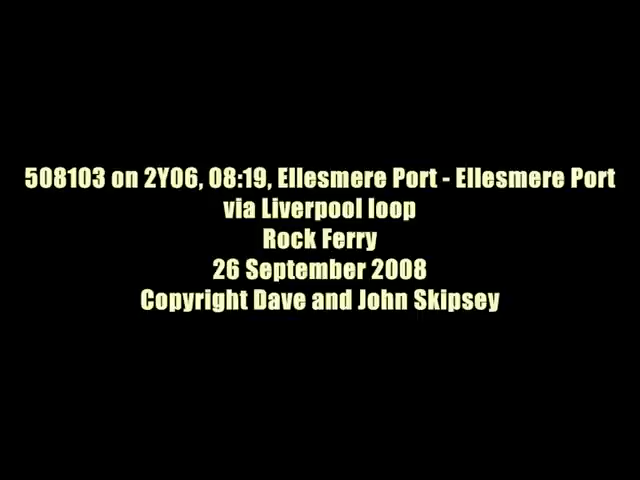 508103 on 2Y06, 08:19, Ellesmere Port - Ellesmere Port
via Liverpool loop
Rock Ferry
26 September 2008
Copyright Dave and John Skipsey